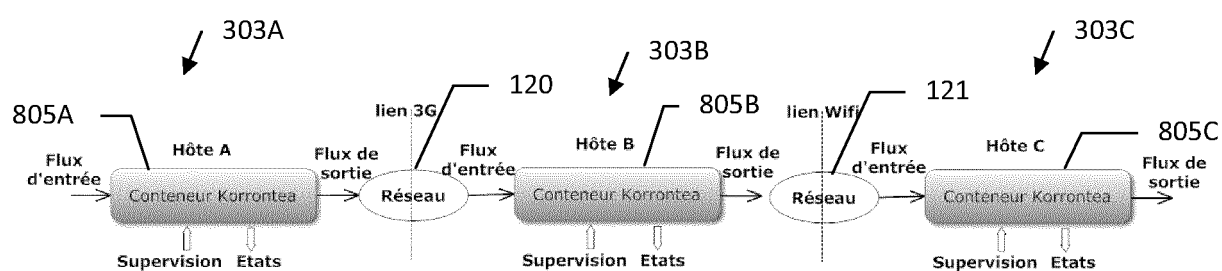 303A
303B
303C
805A
120
805B
121
805C
lien 3G
lien Wifi
Hôte A
Hôte B
Hôte C
Flux
d'entrée
Conteneur Korrontea
Flux de
sortie
Réseau
Flux
d'entrée
Conteneur Korrontea
Flux de
sortie
Réseau
Flux
d'entrée
Conteneur Korrontea
Flux de
sortie
Supervision
Etats
Supervision
Etats
Supervision
Etats